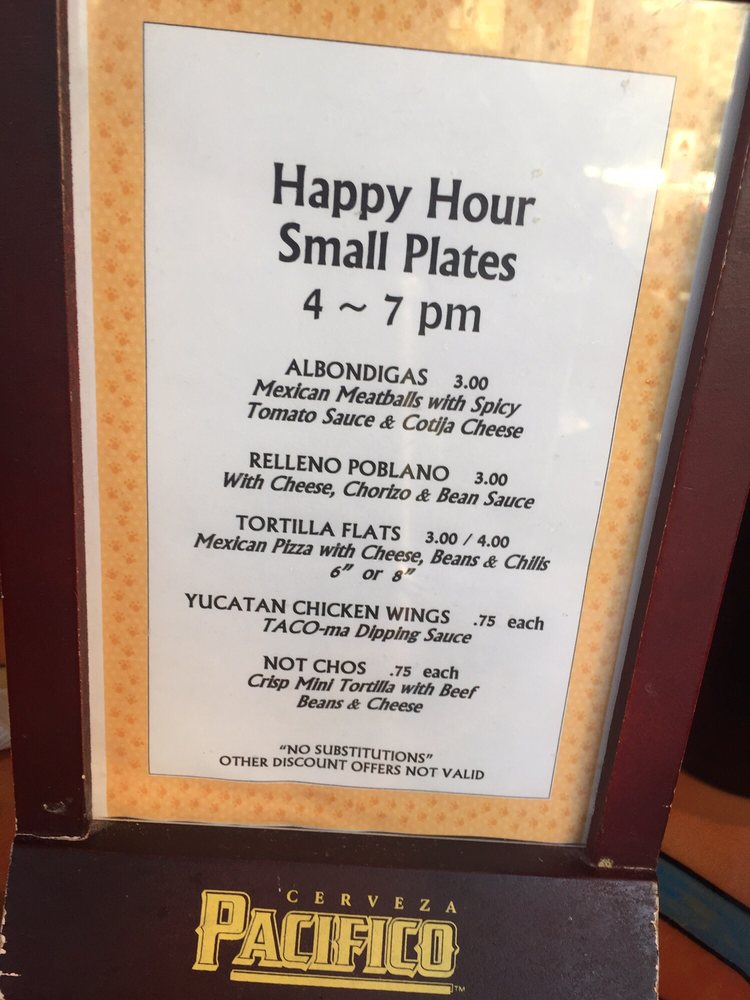 Happy Hour
Small Plates
4 ~ 7 pm
ALBONDIGAS 3.00
Mexican Meatballs with Spicy
Tomato Sauce & Cotija Cheese
RELLENO POBLANO 3.00
With Cheese, Chorizo & Bean Sauce
TORTILLA FLATS 3.00 / 4.00
Mexican Pizza with Cheese, Beans & Chilis
6" or 8"
YUCATAN CHICKEN WINGS .75 each
TACO-ma Dipping Sauce
NOT CHOS .75 each
Crisp Mini Tortilla with Beef
Beans & Cheese
"NO SUBSTITUTIONS"
OTHER DISCOUNT OFFERS NOT VALID
CERVEZA
PACIFICO
TM